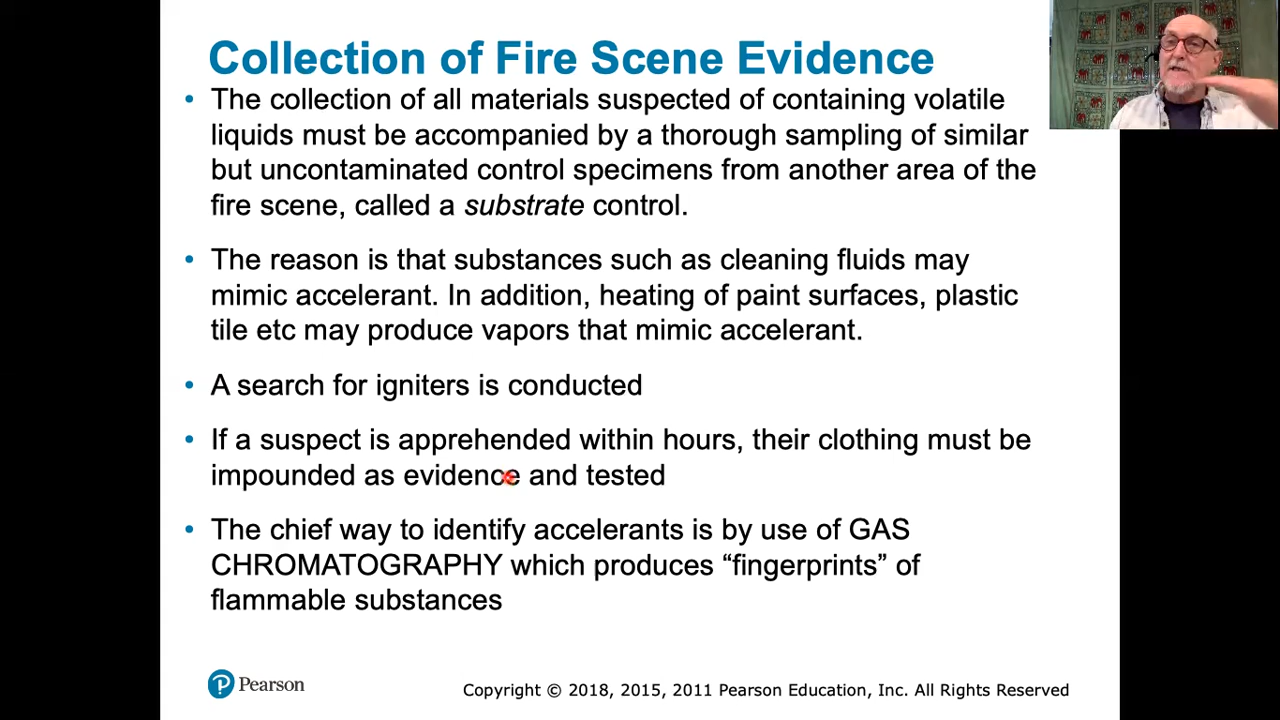 Collection of Fire Scene Evidence
• The collection of all materials suspected of containing volatile
liquids must be accompanied by a thorough sampling of similar
but uncontaminated control specimens from another area of the
fire scene, called a substrate control.
• The reason is that substances such as cleaning fluids may
mimic accelerant. In addition, heating of paint surfaces, plastic
tile etc may produce vapors that mimic accelerant.
• A search for igniters is conducted
• If a suspect is apprehended within hours, their clothing must be
impounded as evidence and tested
• The chief way to identify accelerants is by use of GAS
CHROMATOGRAPHY which produces “fingerprints” of
flammable substances
P Pearson
Copyright © 2018, 2015, 2011 Pearson Education, Inc. All Rights Reserved